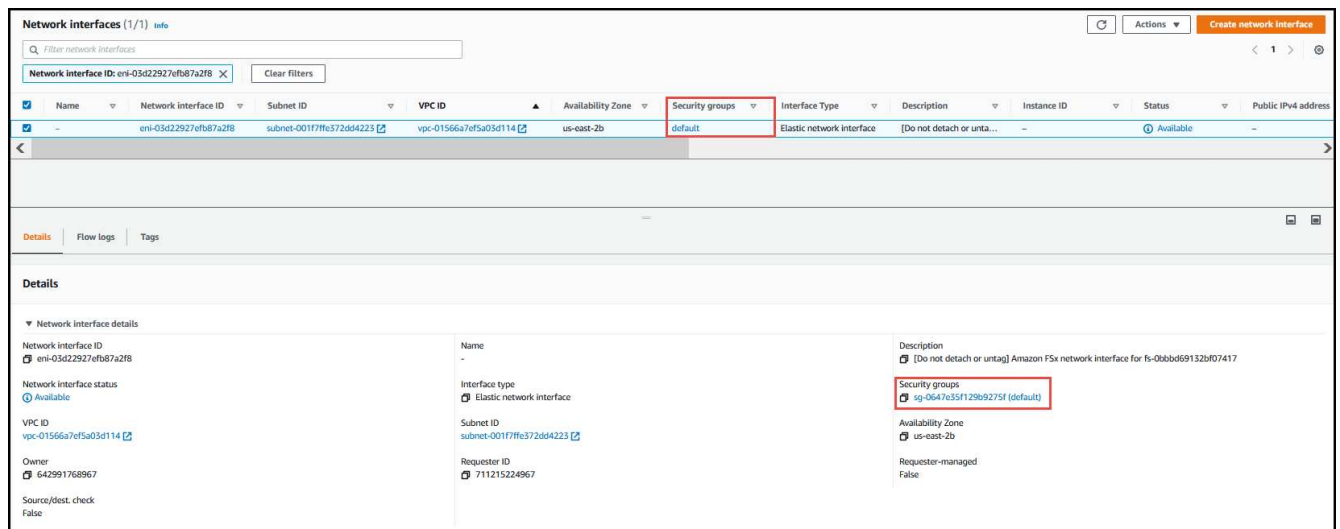 Network interfaces (1/1) Info
Actions
Create network interface
Filter network interfaces
1
Network interface ID: eni-03d22927efb87a2f8
Clear filters
Name Network interface ID Subnet ID VPC ID Availability Zone Security groups Interface Type Description Instance ID Status Public IPv4 address
– eni-03d22927efb87a2f8 subnet-001f7ffe372dd4223 vpc-01566a7ef5a03d114 us-east-2b default Elastic network interface [Do not detach or unta... – Available –
Details Flow logs Tags
Details
Network interface details
Network interface ID Name Description
eni-03d22927efb87a2f8 - [Do not detach or untag] Amazon FSx network interface for fs-0bbbd69132bf07417
Network interface status Interface type Security groups
Available Elastic network interface sg-0647e35f129b9275f (default)
VPC ID Subnet ID Availability Zone
vpc-01566a7ef5a03d114 subnet-001f7ffe372dd4223 us-east-2b
Owner Requester ID Requester-managed
642991768967 711215224967 False
Source/dest. check
False